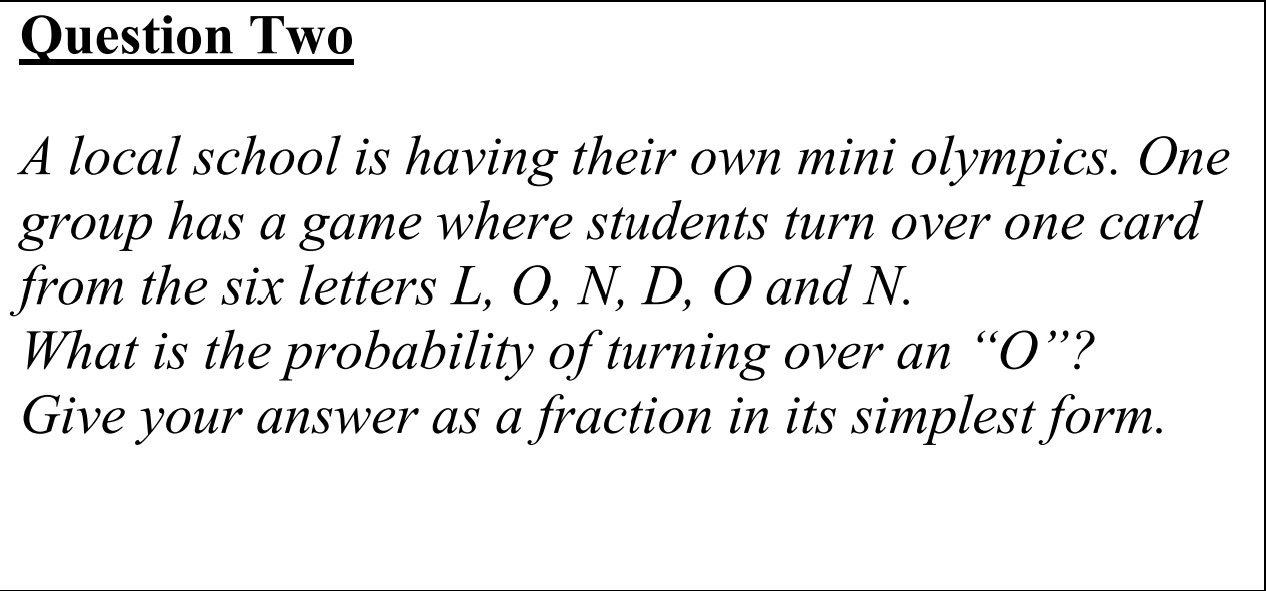 Question Two
A local school is having their own mini olympics. One
group has a game where students turn over one card
from the six letters L, O, N, D, O and N.
What is the probability of turning over an “O”?
Give your answer as a fraction in its simplest form.